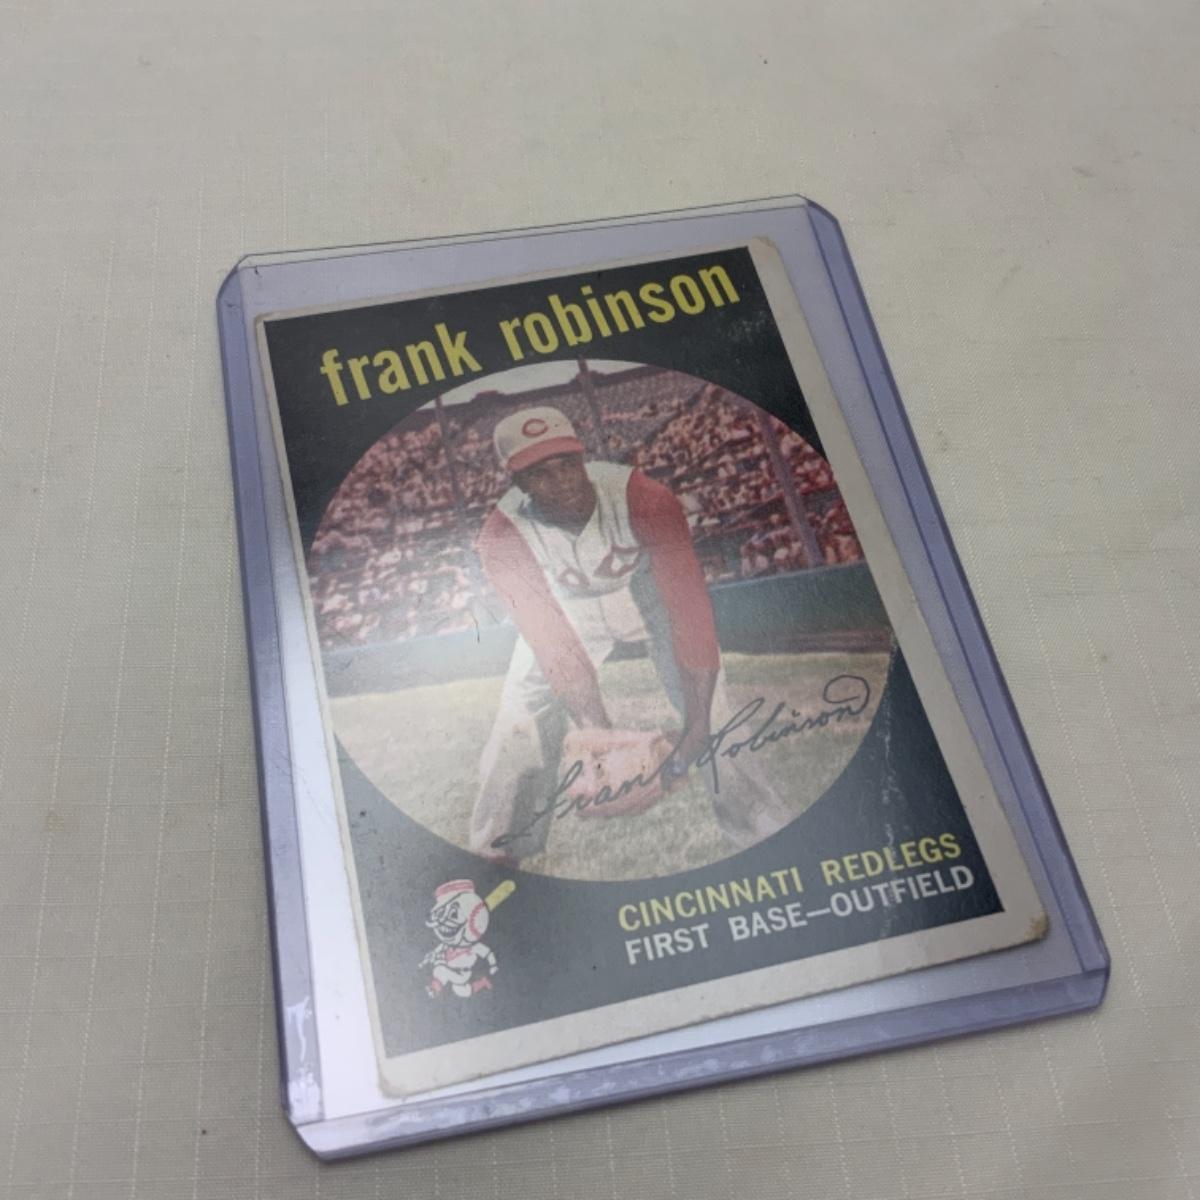 frank robinson
C
Frank Robinson
CINCINNATI REDLEGS
FIRST BASE—OUTFIELD